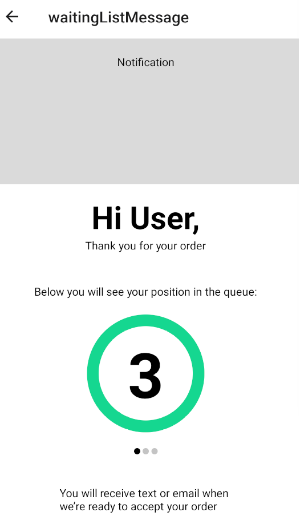 waitingListMessage
Notification
Hi User,
Thank you for your order
Below you will see your position in the queue:
3
You will receive text or email when
we're ready to accept your order